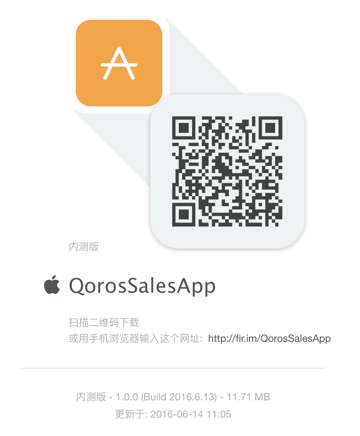 内测版
QorosSalesApp
扫描二维码下载
或用手机浏览器输入这个网址: http://fir.im/QorosSalesApp
内测版 - 1.0.0 (Build 2016.6.13) - 11.71 MB
更新于: 2016-06-14 11:05